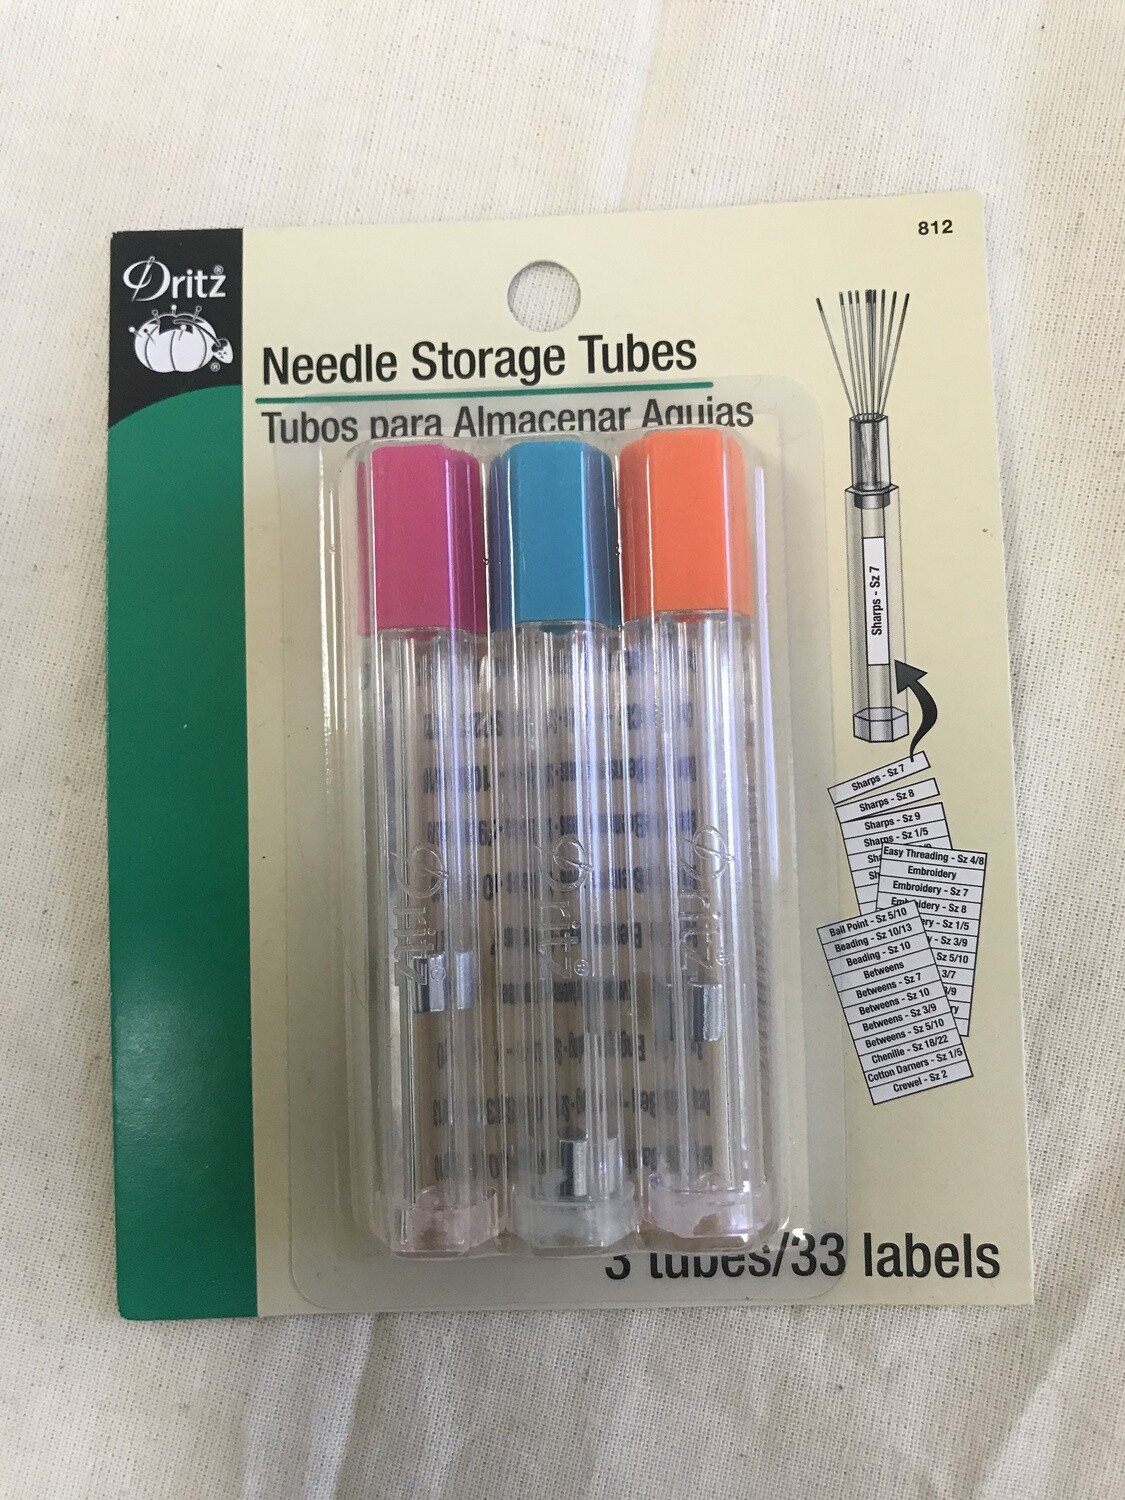 812
Dritz®
®
Needle Storage Tubes
Tubos para Almacenar Agujas
Sharps - Sz 7
Sharps - Sz 7
Sharps - Sz 8
Sharps - Sz 9
Sharps - Sz 1/5
Easy Threading - Sz 4/8
Embroidery
Embroidery - Sz 7
Embroidery - Sz 8
Sz 5/10
Ball Point - Sz 5/10
Beading - Sz 10/13
Beading - Sz 10
Betweens
Betweens - Sz 7
Betweens - Sz 10
Betweens - Sz 3/9
Betweens - Sz 5/10
Chenille - Sz 18/22
Cotton Darners - Sz 1/5
Crewel - Sz 2
Dritz®
Dritz®
Dritz®
3 tubes/33 labels